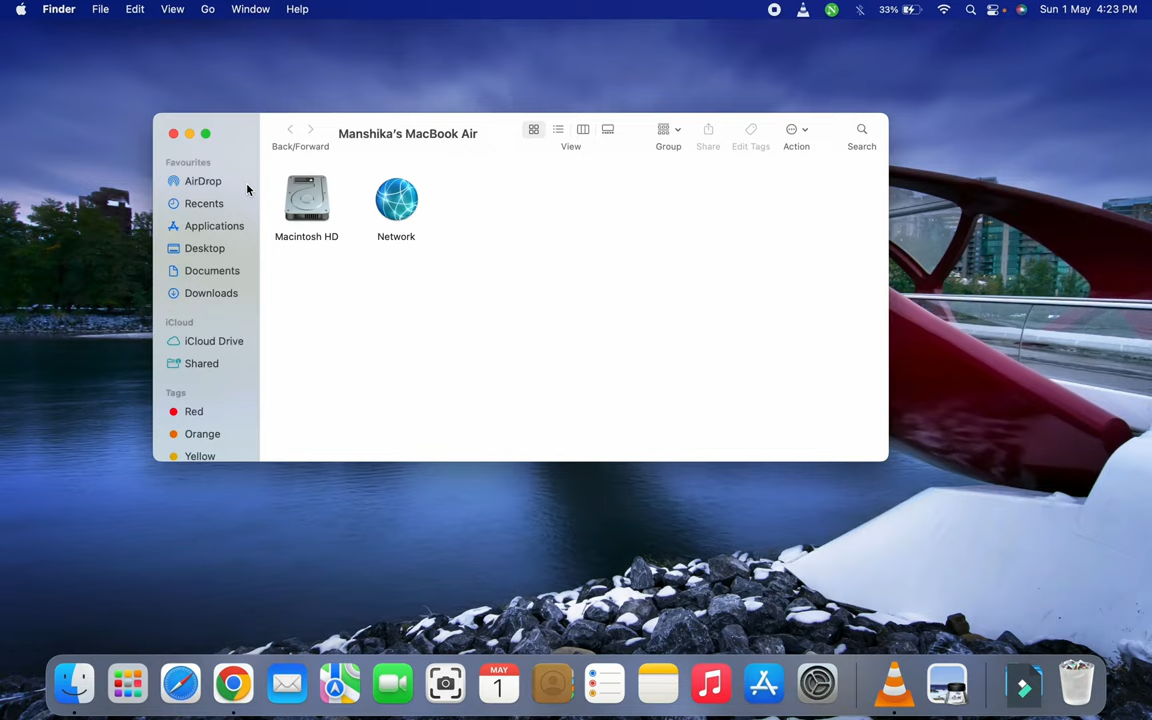 Finder File Edit View Go Window Help
33% Sun 1 May 4:23 PM
Manshika's MacBook Air
Back/Forward View Group Share Edit Tags Action Search
Favourites
AirDrop
Recents
Applications
Desktop
Documents
Downloads
iCloud
iCloud Drive
Shared
Tags
Red
Orange
Yellow
Macintosh HD
Network
MAY
1